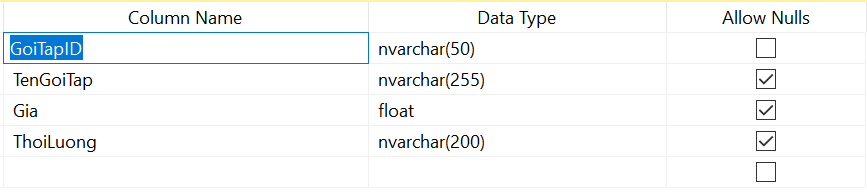 Column Name Data Type Allow Nulls
GoiTapID nvarchar(50)
TenGoiTap nvarchar(255)
Gia float
ThoiLuong nvarchar(200)